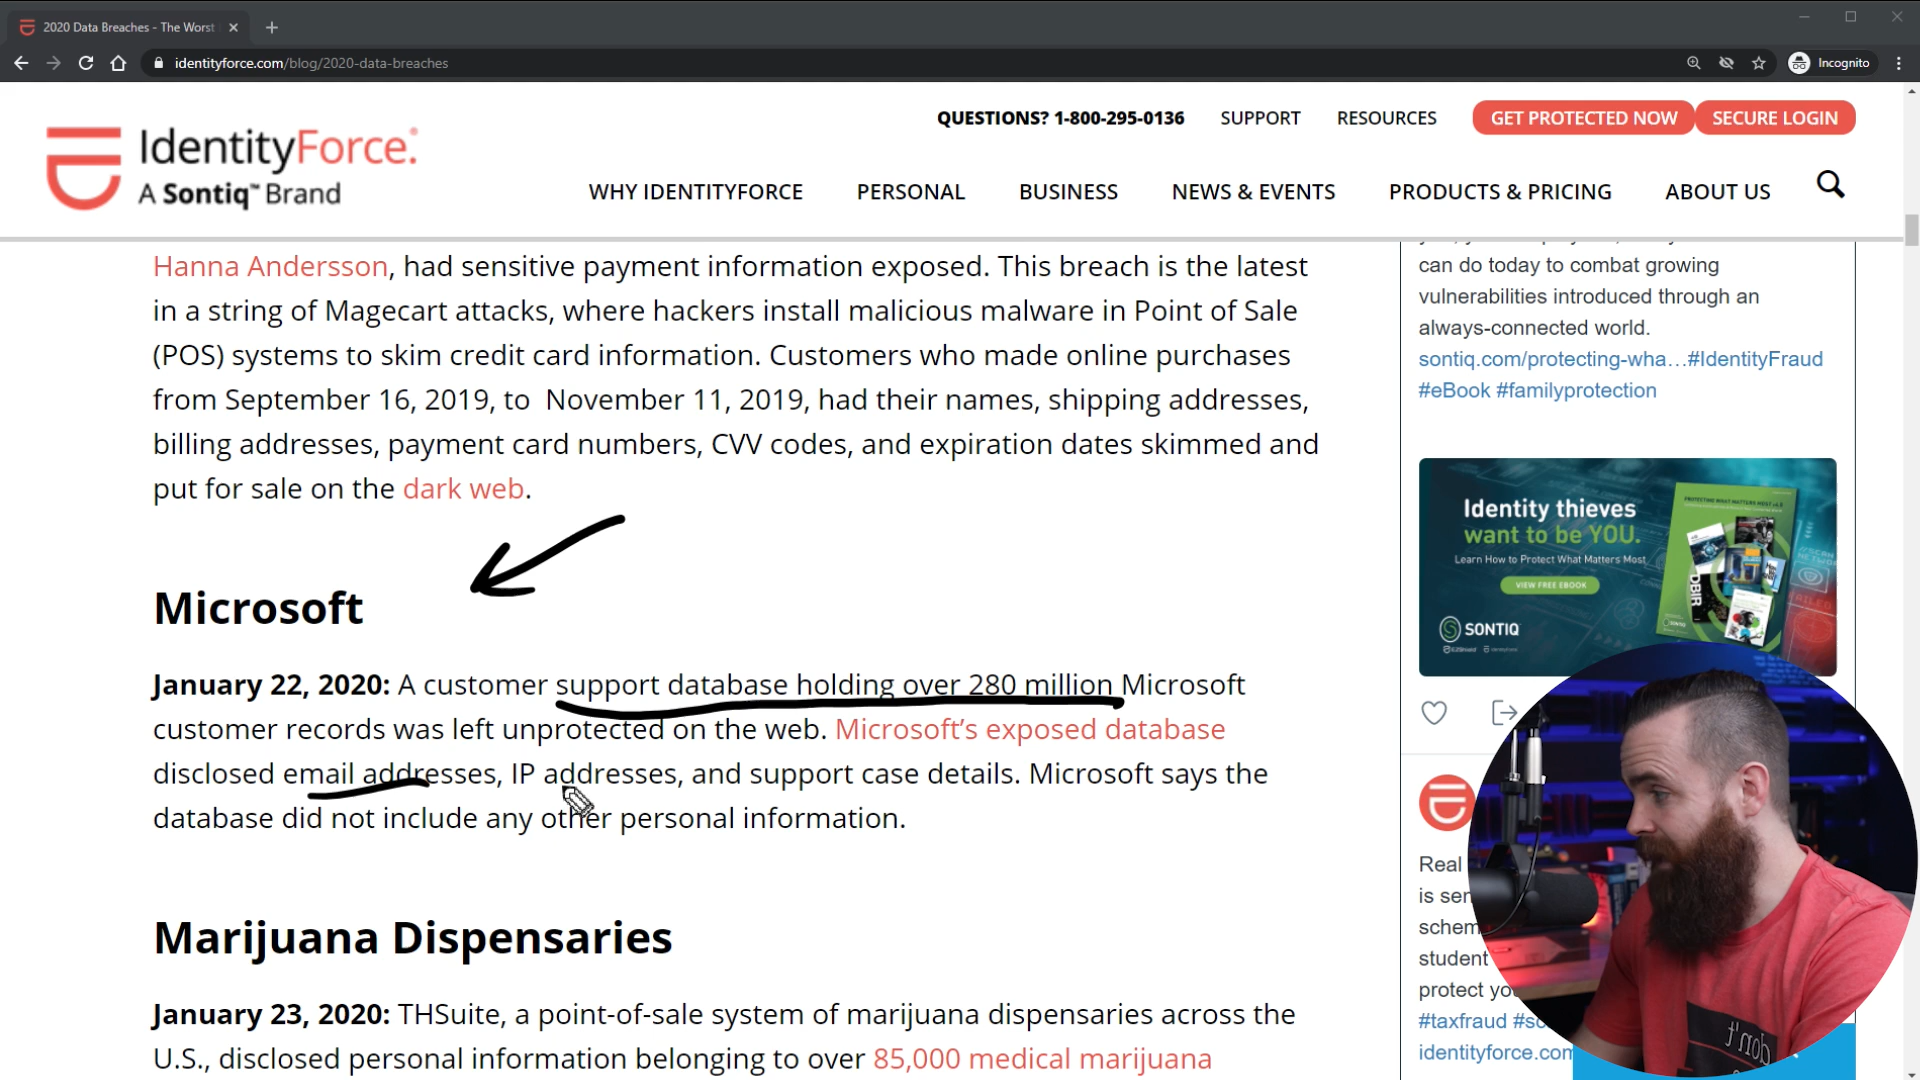 2020 Data Breaches - The Worst
identityforce.com/blog/2020-data-breaches
Incognito
QUESTIONS? 1-800-295-0136 SUPPORT RESOURCES GET PROTECTED NOW SECURE LOGIN
IdentityForce.
A Sontiq™ Brand
WHY IDENTITYFORCE PERSONAL BUSINESS NEWS & EVENTS PRODUCTS & PRICING ABOUT US
Hanna Andersson, had sensitive payment information exposed. This breach is the latest
in a string of Magecart attacks, where hackers install malicious malware in Point of Sale
(POS) systems to skim credit card information. Customers who made online purchases
from September 16, 2019, to November 11, 2019, had their names, shipping addresses,
billing addresses, payment card numbers, CVV codes, and expiration dates skimmed and
put for sale on the dark web.
Microsoft
January 22, 2020: A customer support database holding over 280 million Microsoft
customer records was left unprotected on the web. Microsoft's exposed database
disclosed email addresses, IP addresses, and support case details. Microsoft says the
database did not include any other personal information.
Marijuana Dispensaries
January 23, 2020: THSuite, a point-of-sale system of marijuana dispensaries across the
U.S., disclosed personal information belonging to over 85,000 medical marijuana
can do today to combat growing
vulnerabilities introduced through an
always-connected world.
sontiq.com/protecting-wha…#IdentityFraud
#eBook #familyprotection
Identity thieves
want to be YOU.
Learn How to Protect What Matters Most
VIEW FREE EBOOK
SONTIQ
PROTECTING WHAT MATTERS MOST
DBIR
Real
is
schem
student
protect
#taxfraud
identityforce.com
don't